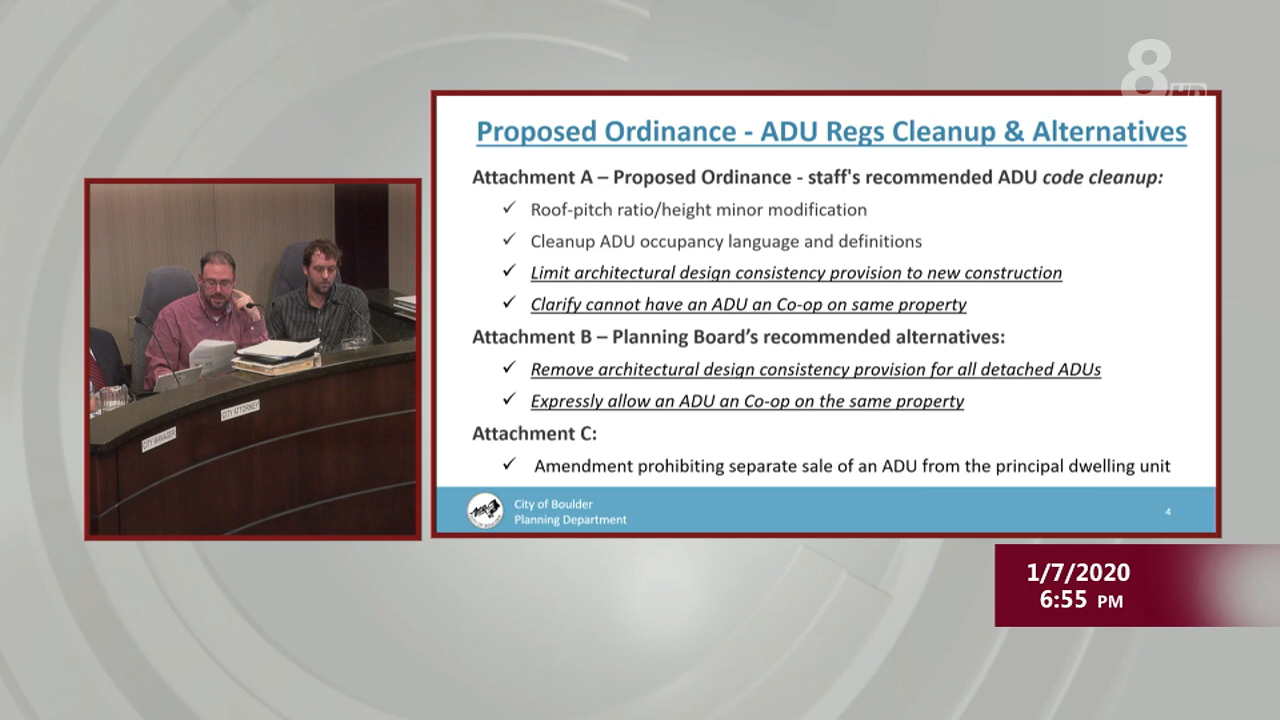 8
HD
Proposed Ordinance - ADU Regs Cleanup & Alternatives
Attachment A – Proposed Ordinance - staff's recommended ADU code cleanup:
✓ Roof-pitch ratio/height minor modification
✓ Cleanup ADU occupancy language and definitions
✓ Limit architectural design consistency provision to new construction
✓ Clarify cannot have an ADU an Co-op on same property
Attachment B – Planning Board’s recommended alternatives:
✓ Remove architectural design consistency provision for all detached ADUs
✓ Expressly allow an ADU an Co-op on the same property
Attachment C:
✓ Amendment prohibiting separate sale of an ADU from the principal dwelling unit
City of Boulder
Planning Department
4
CITY ATTORNEY
CITY MANAGER
1/7/2020
6:55 PM